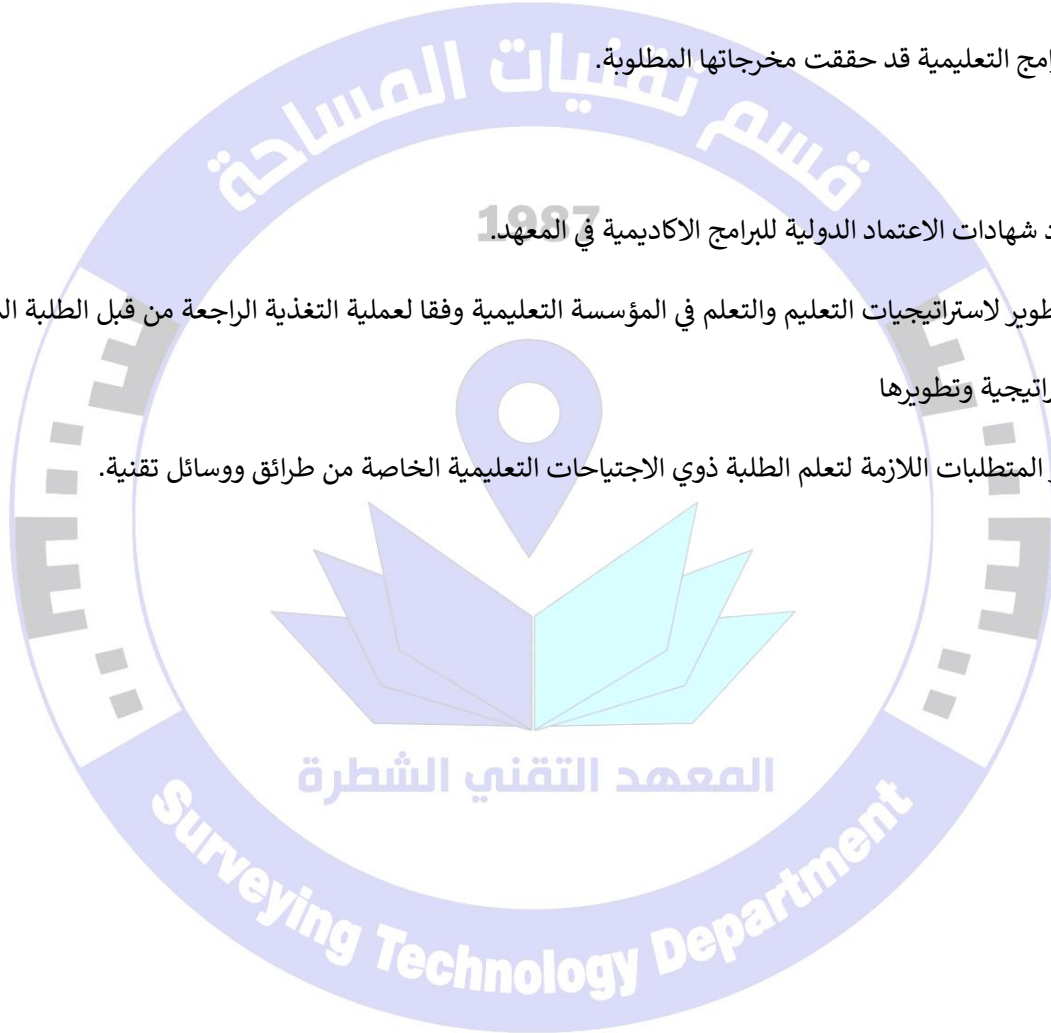 قسم تقنيات المساحة
امج التعليمية قد حققت مخرجاتها المطلوبة.
1987
د شهادات الاعتماد الدولية للبرامج الاكاديمية في المعهد.
طوير لاستراتيجيات التعليم والتعلم في المؤسسة التعليمية وفقا لعملية التغذية الراجعة من قبل الطلبة
راتيجية وتطويرها
المتطلبات اللازمة لتعلم الطلبة ذوي الاجتياحات التعليمية الخاصة من طرائق ووسائل تقنية.
المعهد التقني الشطرة
Surveying Technology Department